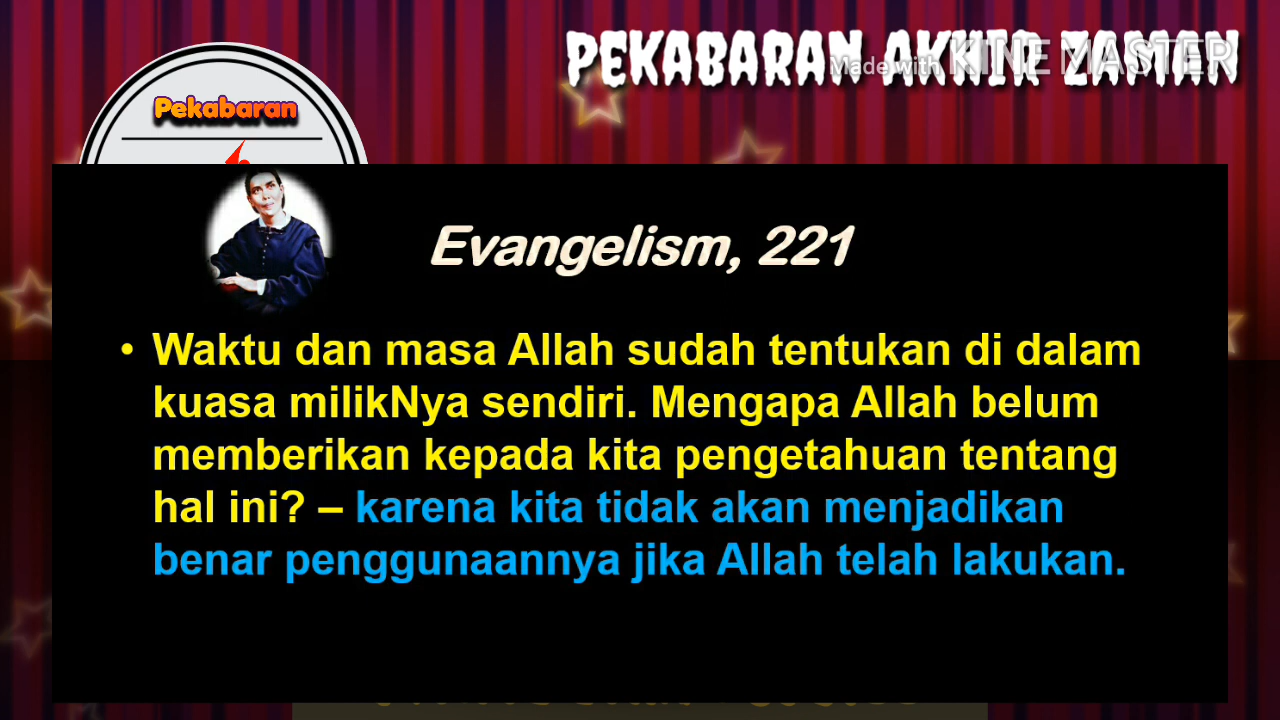 PEKABARAN AKHIR ZAMAN
Made with KINEMASTER
Pekabaran
Evangelism, 221
• Waktu dan masa Allah sudah tentukan di dalam
kuasa milikNya sendiri. Mengapa Allah belum
memberikan kepada kita pengetahuan tentang
hal ini? – karena kita tidak akan menjadikan
benar penggunaannya jika Allah telah lakukan.